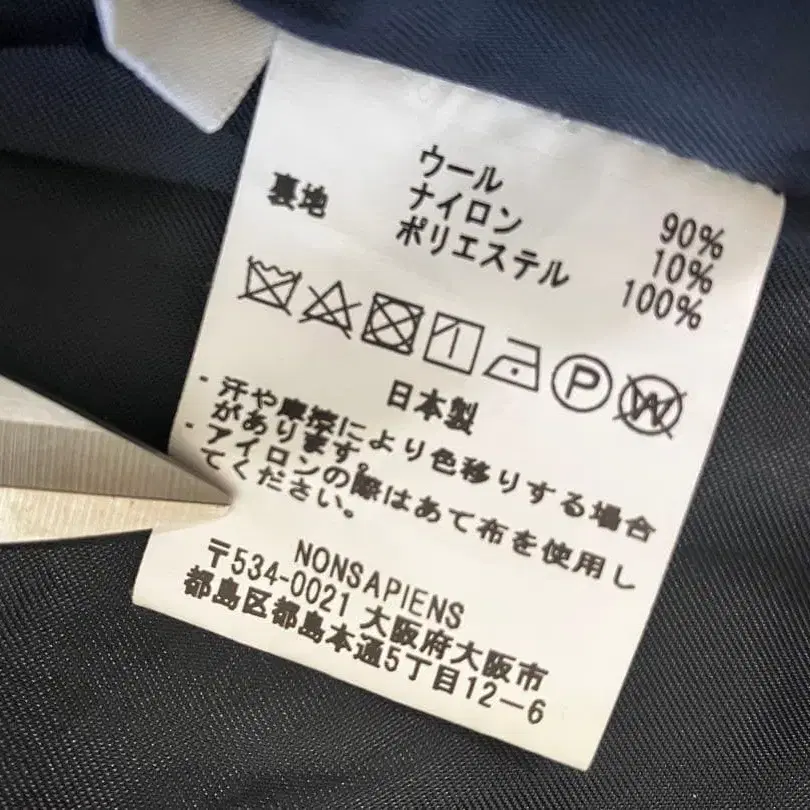 ウール 90%
ナイロン 10%
裏地 ポリエステル 100%
P W
日本製
・汗や摩擦により色移りする場合
があります。
・アイロンの際はあて布を使用し
てください。
NONSAPIENS
〒534-0021 大阪府大阪市
都島区都島本通5丁目12-6